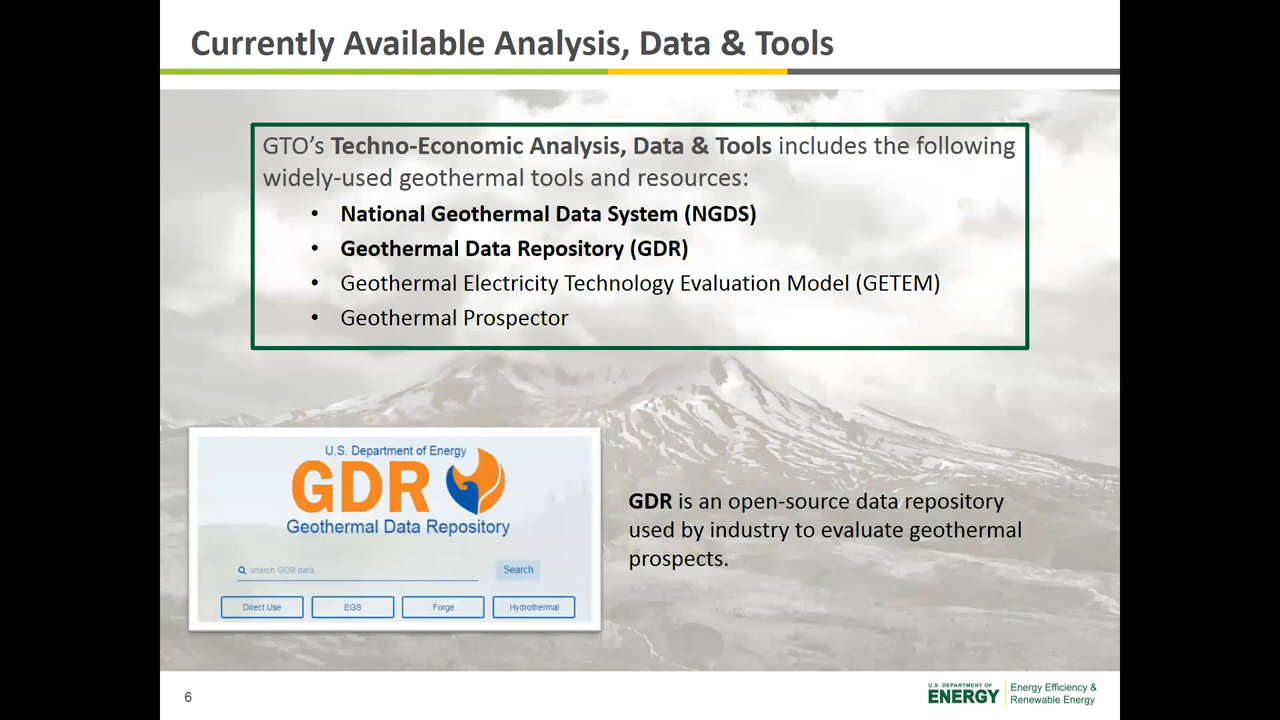 Currently Available Analysis, Data & Tools
GTO’s Techno-Economic Analysis, Data & Tools includes the following
widely-used geothermal tools and resources:
• National Geothermal Data System (NGDS)
• Geothermal Data Repository (GDR)
• Geothermal Electricity Technology Evaluation Model (GETEM)
• Geothermal Prospector
U.S. Department of Energy
GDR
Geothermal Data Repository
search GDR data
Search
Direct Use
EGS
Forge
Hydrothermal
GDR is an open-source data repository
used by industry to evaluate geothermal
prospects.
6
U.S. DEPARTMENT OF
ENERGY
Energy Efficiency &
Renewable Energy